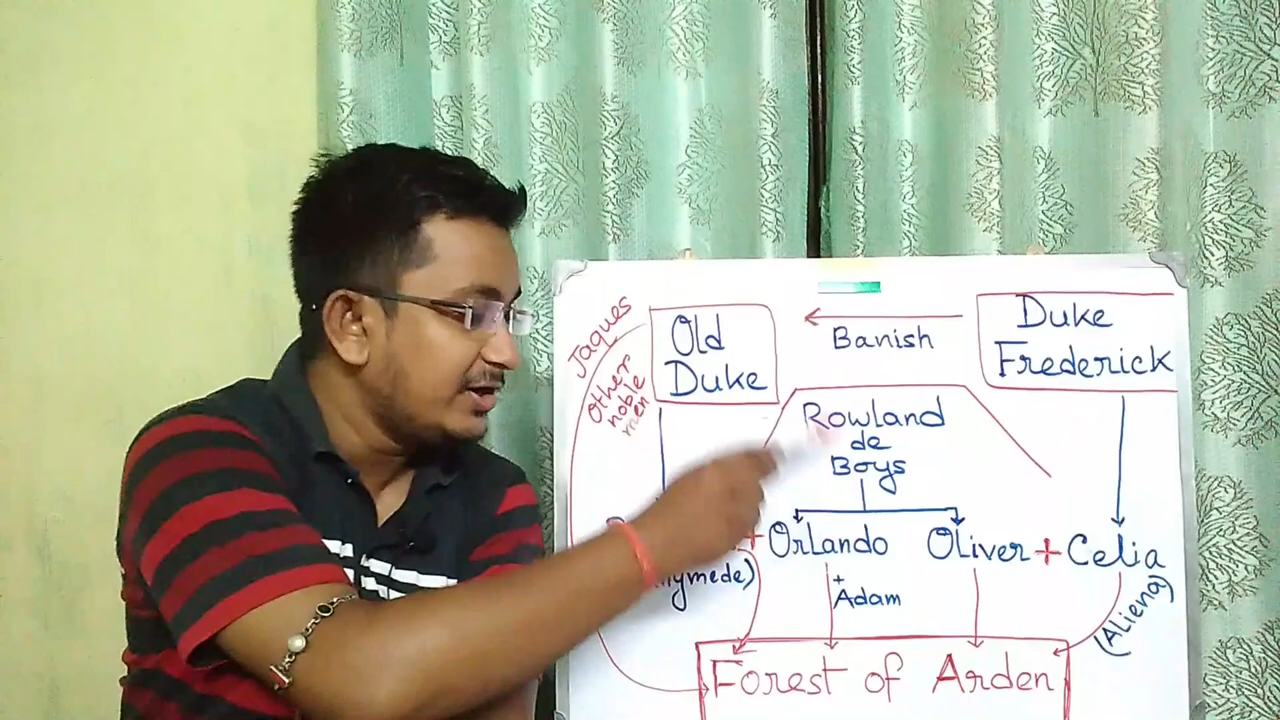 Jaques
Other
noble
men
Old
Duke
Banish
Duke
Frederick
Rowland
de
Boys
+ Orlando
Oliver + Celia
+
Adam
(Aliena)
Forest of Arden